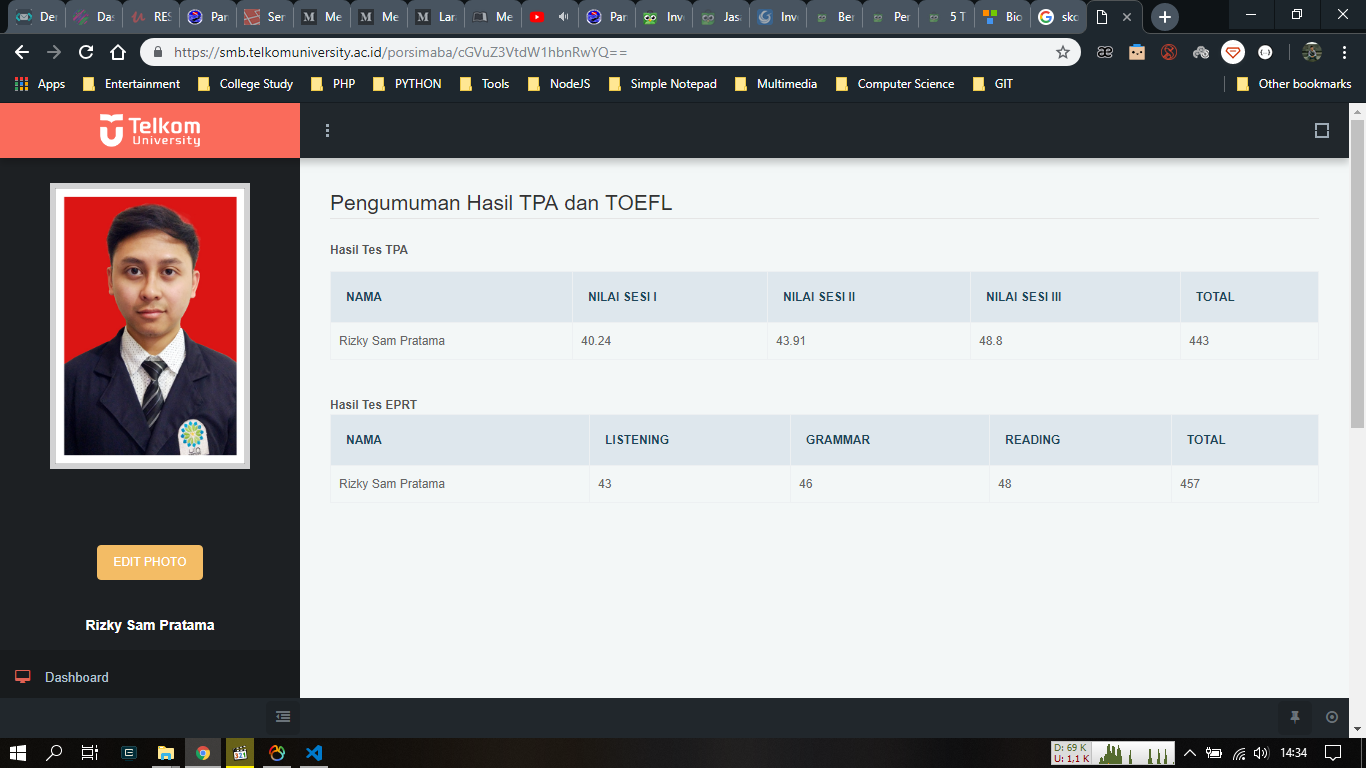 Der
Das
RES
Par
Ser
Me
Me
Lar
Me
Par
Inv
Jas
Inv
Ber
Per
5 T
Bio
skc
https://smb.telkomuniversity.ac.id/porsimaba/cGVuZ3VtdW1hbnRwYQ==
Apps
Entertainment
College Study
PHP
PYTHON
Tools
NodeJS
Simple Notepad
Multimedia
Computer Science
GIT
Other bookmarks
Telkom
University
Pengumuman Hasil TPA dan TOEFL
Hasil Tes TPA
NAMA NILAI SESI I NILAI SESI II NILAI SESI III TOTAL
Rizky Sam Pratama 40.24 43.91 48.8 443
Hasil Tes EPRT
NAMA LISTENING GRAMMAR READING TOTAL
Rizky Sam Pratama 43 46 48 457
EDIT PHOTO
Rizky Sam Pratama
Dashboard
D: 69 K
U: 1,1 K
14:34